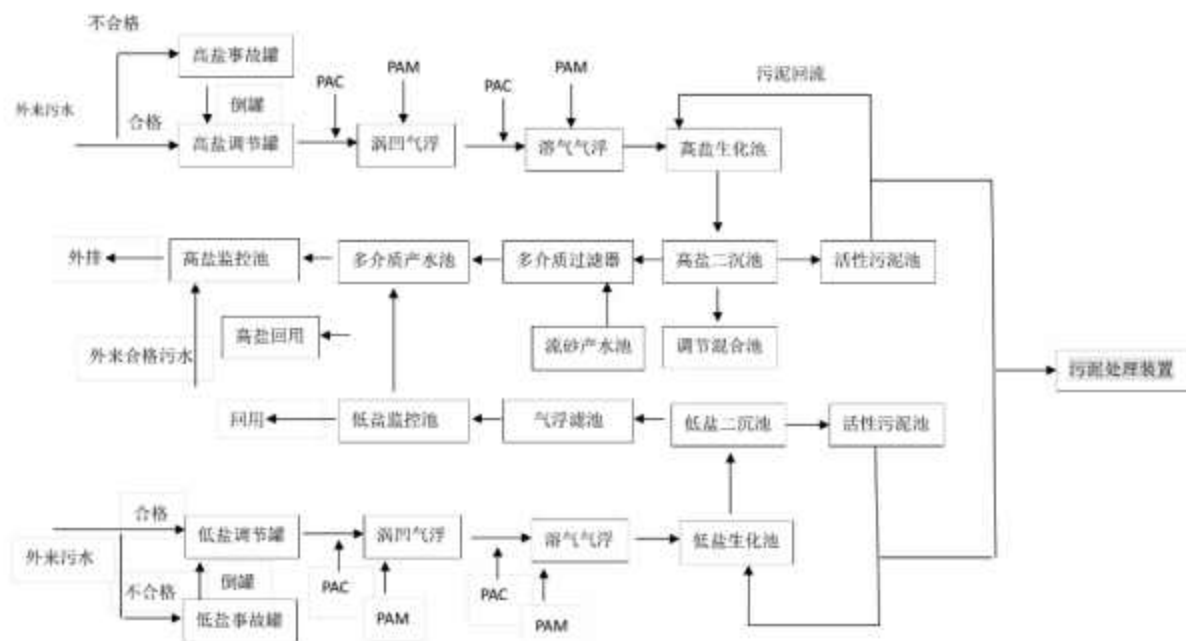 不合格
高盐事故罐
PAC
PAM
PAC
PAM
污泥回流
外来污水
合格
倒罐
高盐调节罐
涡凹气浮
溶气气浮
高盐生化池
外排
高盐监控池
多介质产水池
多介质过滤器
高盐二沉池
活性污泥池
外来合格污水
高盐回用
流砂产水池
调节混合池
污泥处理装置
回用
低盐监控池
气浮滤池
低盐二沉池
活性污泥池
合格
外来污水
低盐调节罐
涡凹气浮
溶气气浮
低盐生化池
不合格
倒罐
PAC
PAC
低盐事故罐
PAM
PAM